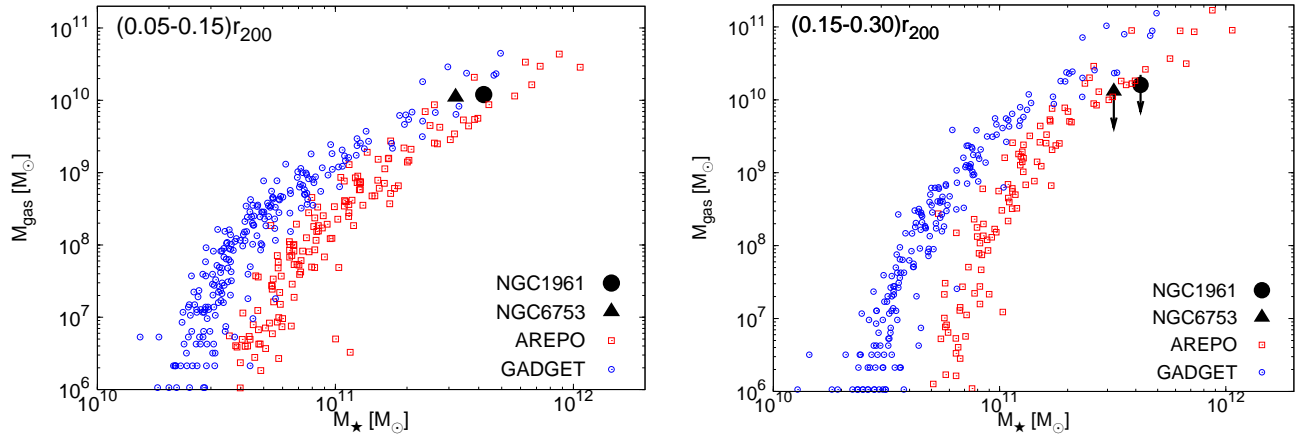 (0.05-0.15)r200
M_gas [M☉]
10^11
10^10
10^9
10^8
10^7
10^6
NGC1961
NGC6753
AREPO
GADGET
10^10
10^11
10^12
M★ [M☉]
(0.15-0.30)r200
M_gas [M☉]
10^11
10^10
10^9
10^8
10^7
10^6
NGC1961
NGC6753
AREPO
GADGET
10^10
10^11
10^12
M★ [M☉]